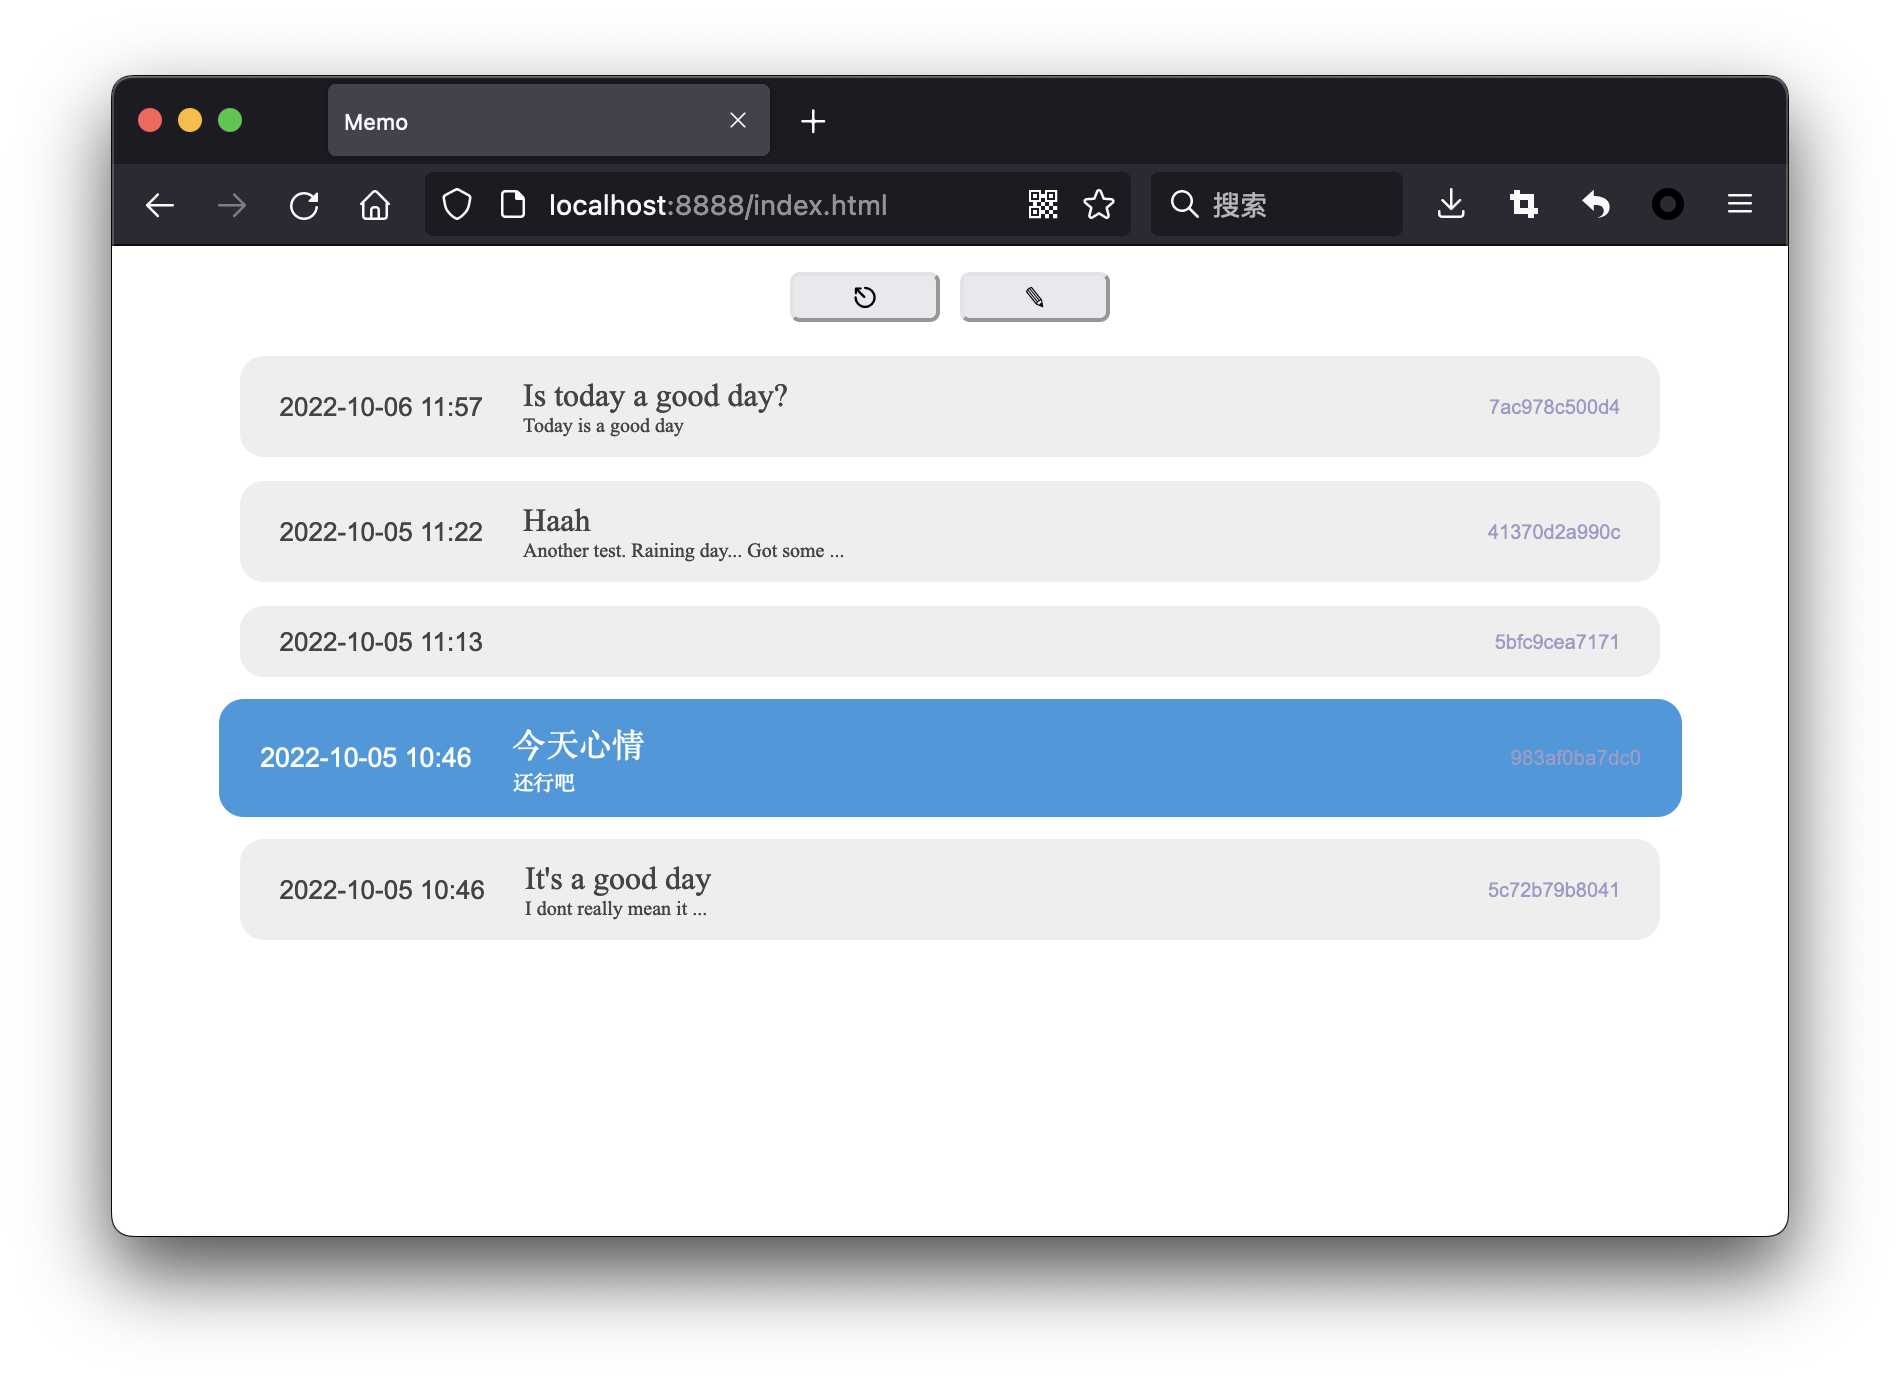 Memo
localhost:8888/index.html
搜索
2022-10-06 11:57
Is today a good day?
Today is a good day
7ac978c500d4
2022-10-05 11:22
Haah
Another test. Raining day... Got some ...
41370d2a990c
2022-10-05 11:13
5bfc9cea7171
2022-10-05 10:46
今天心情
还行吧
983af0ba7dc0
2022-10-05 10:46
It's a good day
I dont really mean it ...
5c72b79b8041